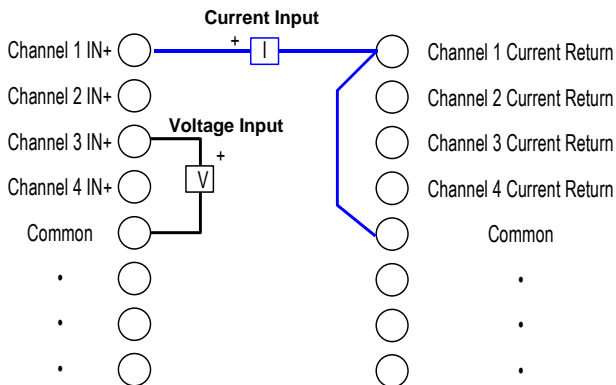 Current Input
Channel 1 IN+ + I Channel 1 Current Return
Channel 2 IN+ Channel 2 Current Return
Voltage Input
Channel 3 IN+ + Channel 3 Current Return
Channel 4 IN+ V Channel 4 Current Return
Common Common
• •
• •
• •